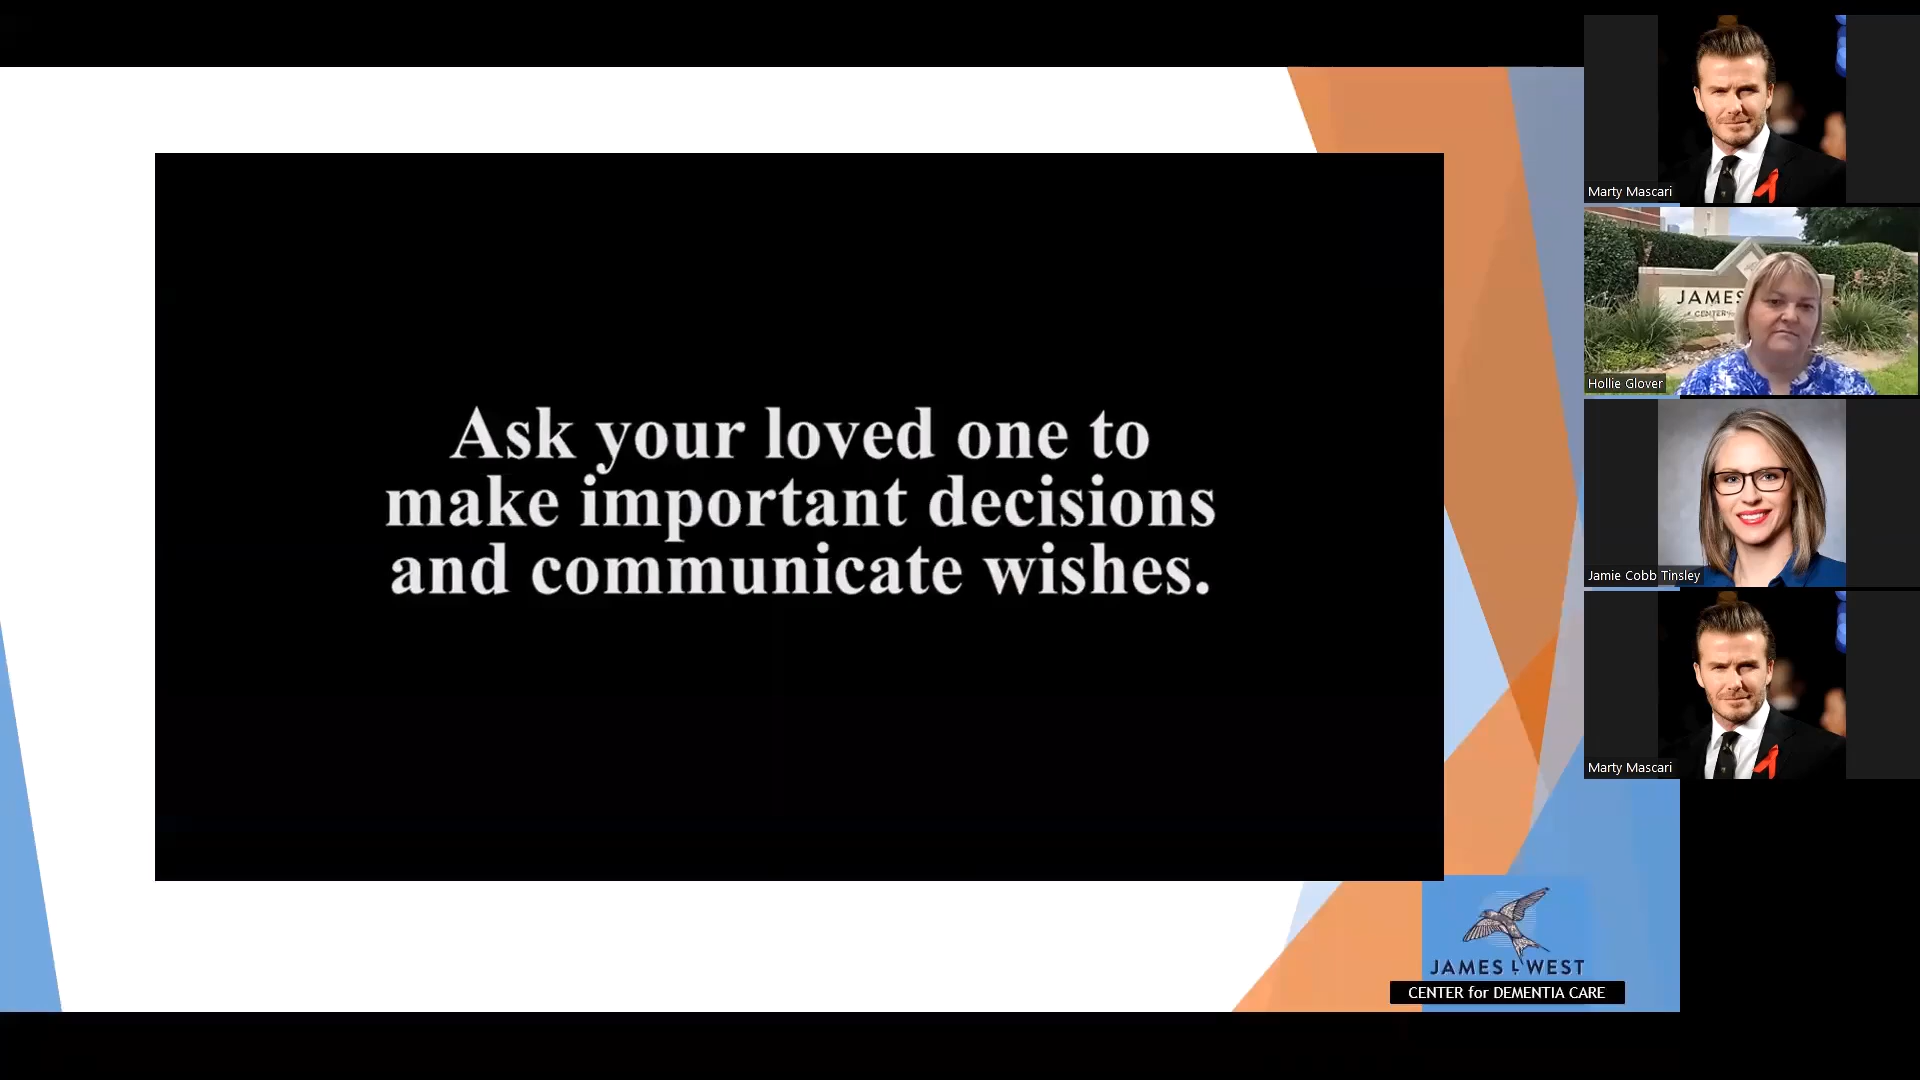 Ask your loved one to
make important decisions
and communicate wishes.
JAMES L WEST
CENTER for DEMENTIA CARE
Marty Mascari
JAMES
CENTER
Hollie Glover
Jamie Cobb Tinsley
Marty Mascari